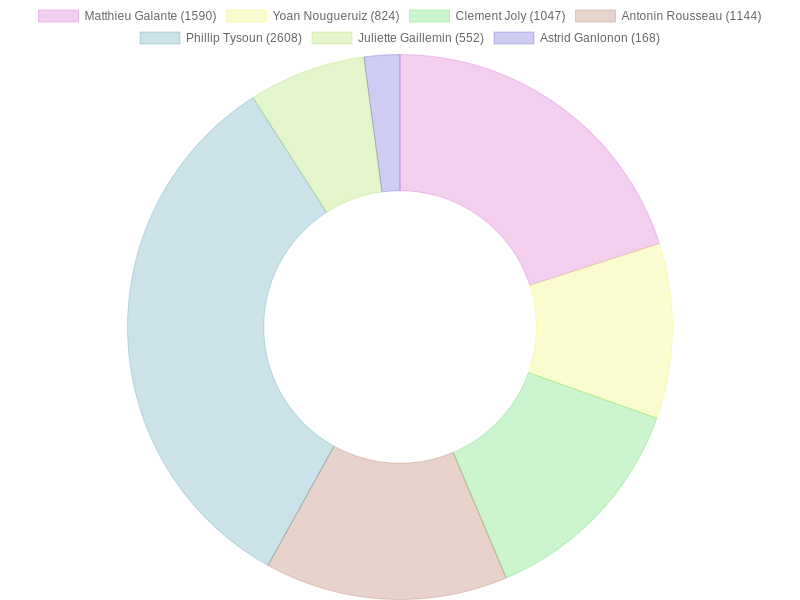 Matthieu Galante (1590) Yoan Nougueruiz (824) Clement Joly (1047) Antonin Rousseau (1144)
Phillip Tysoun (2608) Juliette Gaillemin (552) Astrid Ganlonon (168)